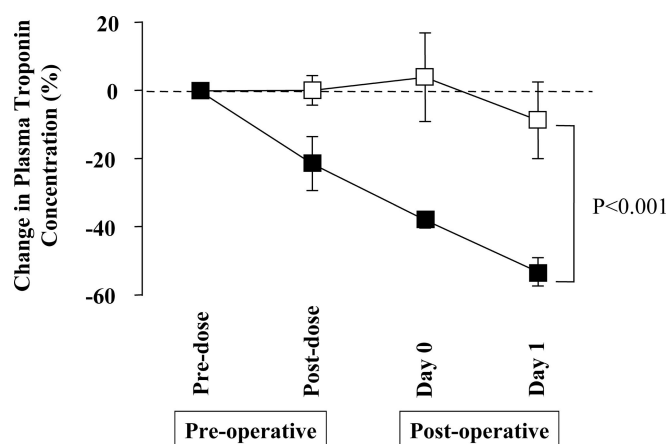 Change in Plasma Troponin
Concentration (%)
20
0
-20
-40
-60
P<0.001
Pre-dose
Post-dose
Day 0
Day 1
Pre-operative
Post-operative